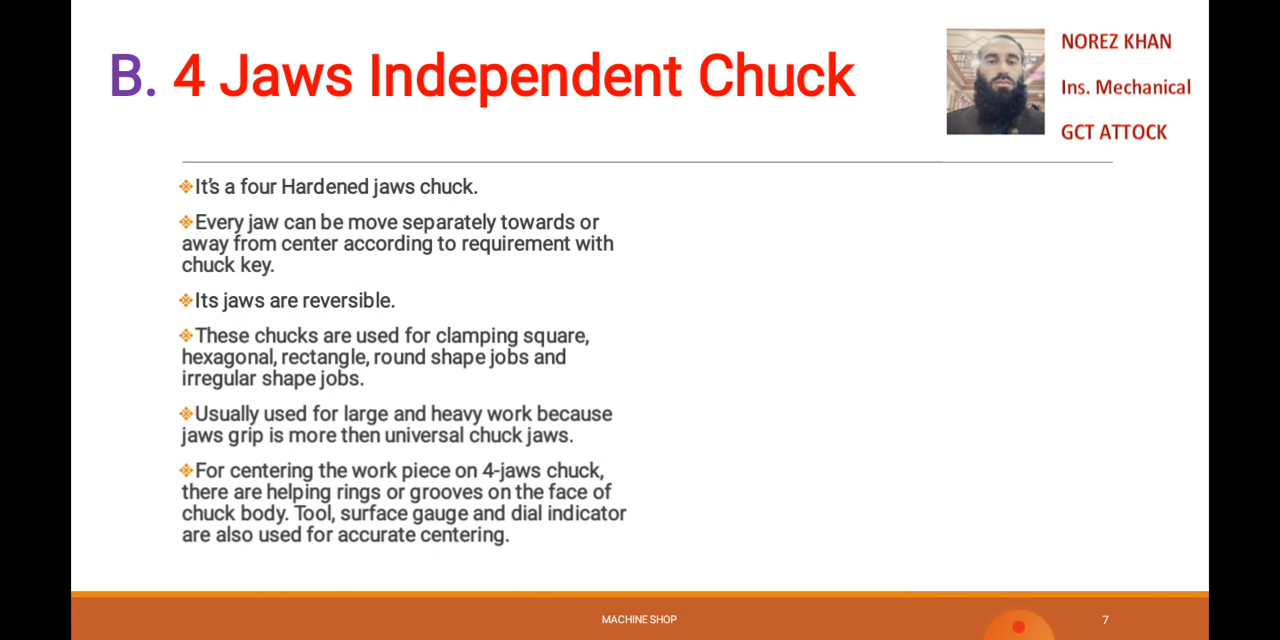 B. 4 Jaws Independent Chuck
NOREZ KHAN
Ins. Mechanical
GCT ATTOCK
It's a four Hardened jaws chuck.
Every jaw can be move separately towards or
away from center according to requirement with
chuck key.
Its jaws are reversible.
These chucks are used for clamping square,
hexagonal, rectangle, round shape jobs and
irregular shape jobs.
Usually used for large and heavy work because
jaws grip is more then universal chuck jaws.
For centering the work piece on 4-jaws chuck,
there are helping rings or grooves on the face of
chuck body. Tool, surface gauge and dial indicator
are also used for accurate centering.
MACHINE SHOP
7